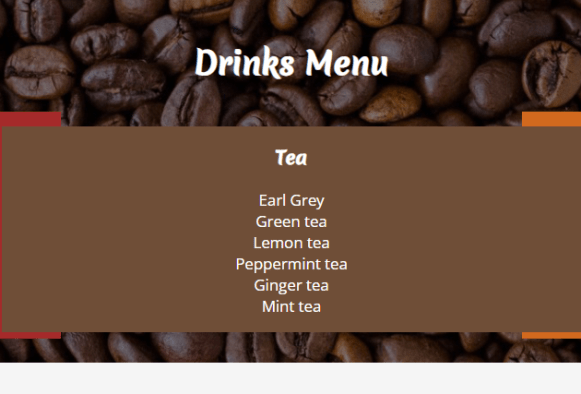 Drinks Menu
Tea
Earl Grey
Green tea
Lemon tea
Peppermint tea
Ginger tea
Mint tea